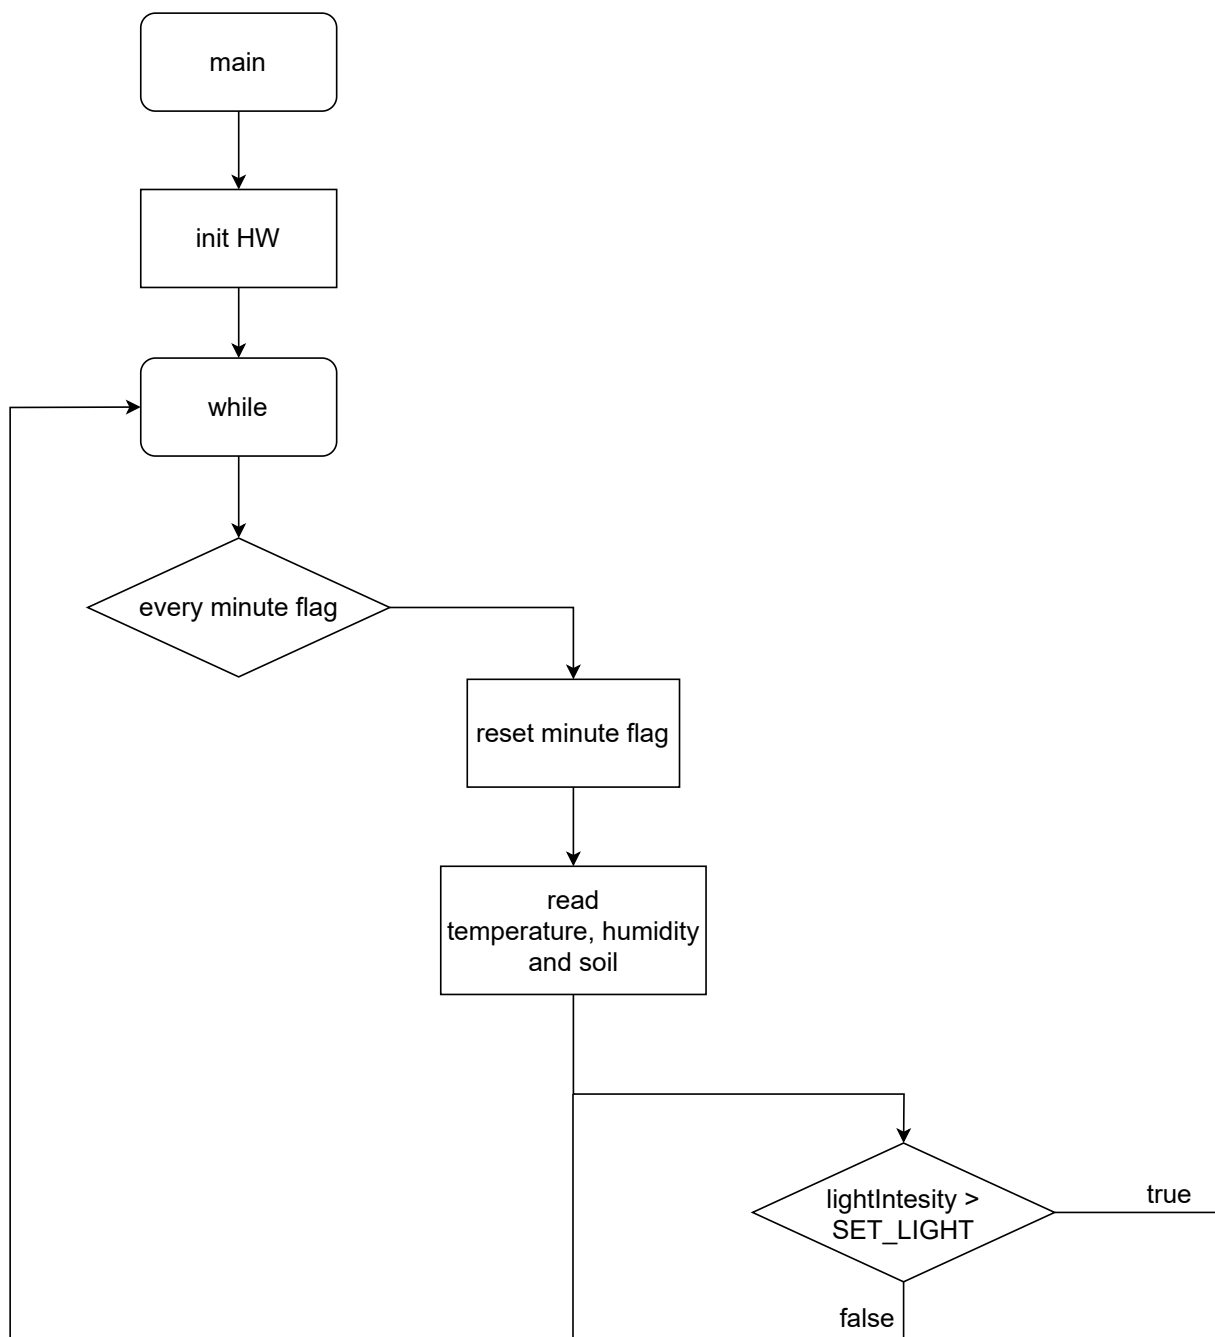 main
init HW
while
every minute flag
reset minute flag
read
temperature, humidity
and soil
lightIntesity >
SET_LIGHT
true
false